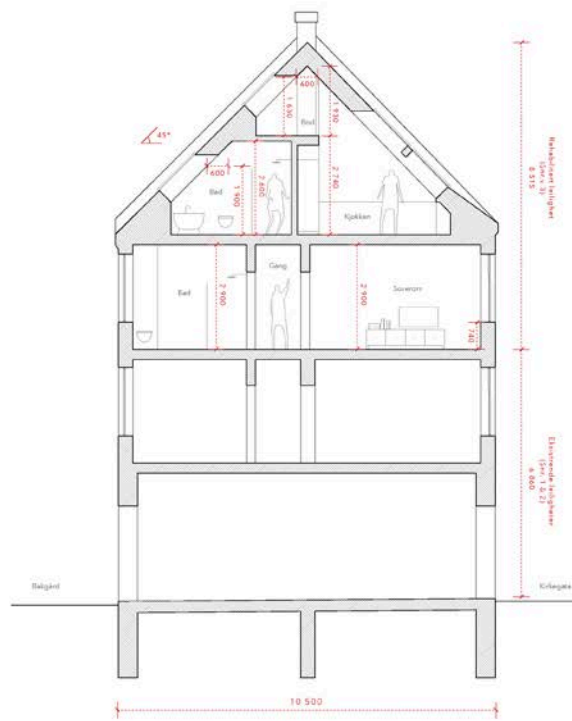 600
1 630
1 930
Bod
45°
600
Bad
1 900
2 600
2 740
Kjøkken
Rehabilitert leilighet
(Snr. 3)
8 515
Gang
Bad
2 900
2 900
Soverom
740
Eksisterende leiligheter
(Snr. 1 & 2)
6 860
Bakgård
Kirkegata
10 500